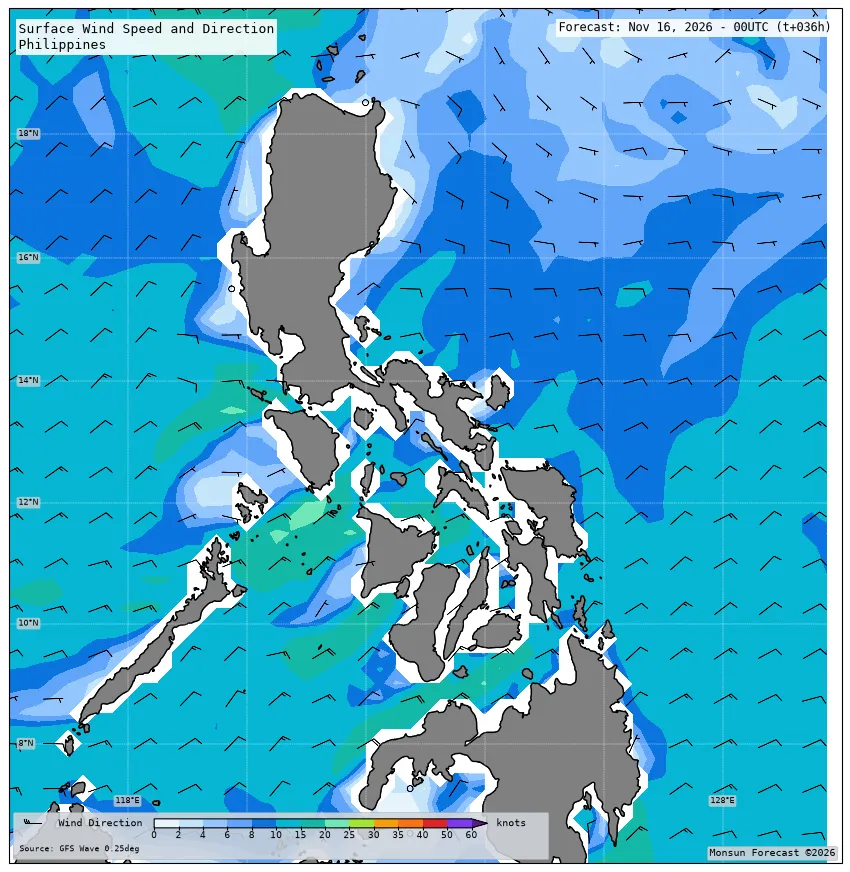 Surface Wind Speed and Direction
Philippines
Forecast: Nov 16, 2026 - 00UTC (t+036h)
18°N
16°N
14°N
12°N
10°N
8°N
118°E
128°E
Wind Direction
0 2 4 6 8 10 15 20 25 30 35 40 50 60
knots
Source: GFS Wave 0.25deg
Monsun Forecast ©2026